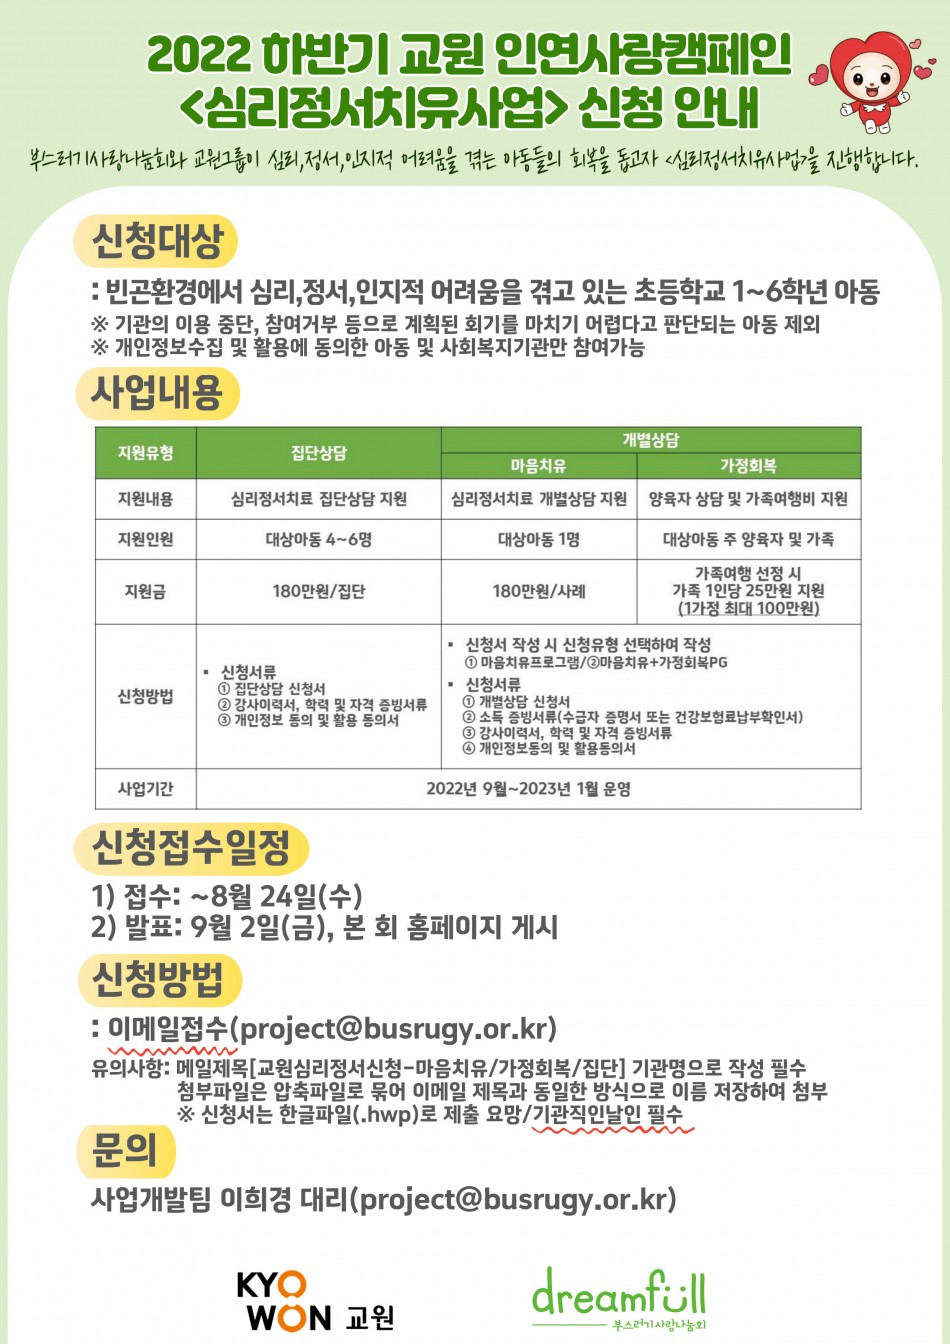 2022 하반기 교원 인연사랑캠페인
<심리정서치유사업> 신청 안내
부스러기사랑나눔회와 교원그룹이 심리,정서,인지적 어려움을 겪는 아동들의 회복을 돕고자 <심리정서치유사업>을 진행합니다.
신청대상
: 빈곤환경에서 심리,정서,인지적 어려움을 겪고 있는 초등학교 1~6학년 아동
※ 기관의 이용 중단, 참여거부 등으로 계획된 회기를 마치기 어렵다고 판단되는 아동 제외
※ 개인정보수집 및 활용에 동의한 아동 및 사회복지기관만 참여가능
사업내용
지원유형 집단상담 개별상담
마음치유 가정회복
지원내용 심리정서치료 집단상담 지원 심리정서치료 개별상담 지원 양육자 상담 및 가족여행비 지원
지원인원 대상아동 4~6명 대상아동 1명 대상아동 주 양육자 및 가족
지원금 180만원/집단 180만원/사례 가족여행 선정 시
가족 1인당 25만원 지원
(1가정 최대 100만원)
신청방법
▪ 신청서류
① 집단상담 신청서
② 강사이력서, 학력 및 자격 증빙서류
③ 개인정보 동의 및 활용 동의서
▪ 신청서 작성 시 신청유형 선택하여 작성
① 마음치유프로그램/②마음치유+가정회복PG
▪ 신청서류
① 개별상담 신청서
② 소득 증빙서류(수급자 증명서 또는 건강보험료납부확인서)
③ 강사이력서, 학력 및 자격 증빙서류
④ 개인정보동의 및 활용동의서
사업기간 2022년 9월~2023년 1월 운영
신청접수일정
1) 접수: ~8월 24일(수)
2) 발표: 9월 2일(금), 본 회 홈페이지 게시
신청방법
: 이메일접수(project@busrugy.or.kr)
유의사항: 메일제목[교원심리정서신청-마음치유/가정회복/집단] 기관명으로 작성 필수
첨부파일은 압축파일로 묶어 이메일 제목과 동일한 방식으로 이름 저장하여 첨부
※ 신청서는 한글파일(.hwp)로 제출 요망/기관직인날인 필수
문의
사업개발팀 이희경 대리(project@busrugy.or.kr)
KYO
WON 교원
dreamfull
부스러기사랑나눔회